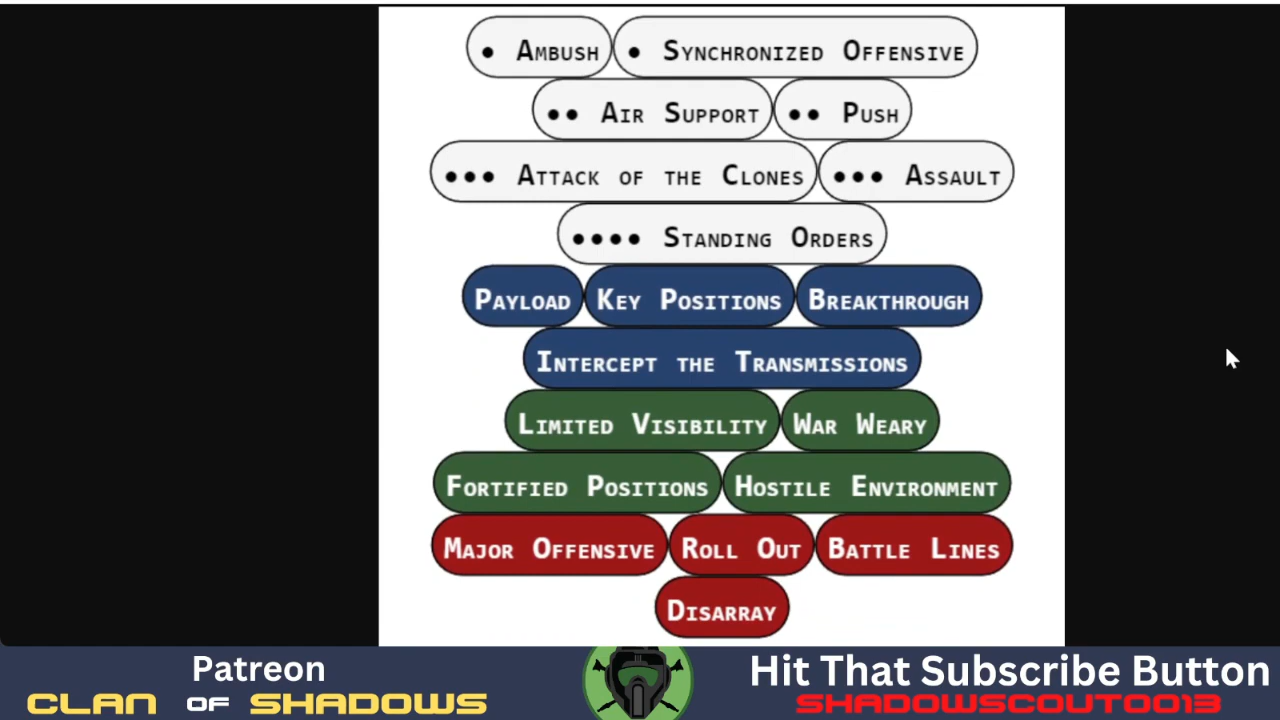 • Ambush • Synchronized Offensive
•• Air Support •• Push
••• Attack of the Clones ••• Assault
•••• Standing Orders
Payload Key Positions Breakthrough
Intercept the Transmissions
Limited Visibility War Weary
Fortified Positions Hostile Environment
Major Offensive Roll Out Battle Lines
Disarray
Patreon
CLAN OF SHADOWS
Hit That Subscribe Button
SHADOWSCOUT0013